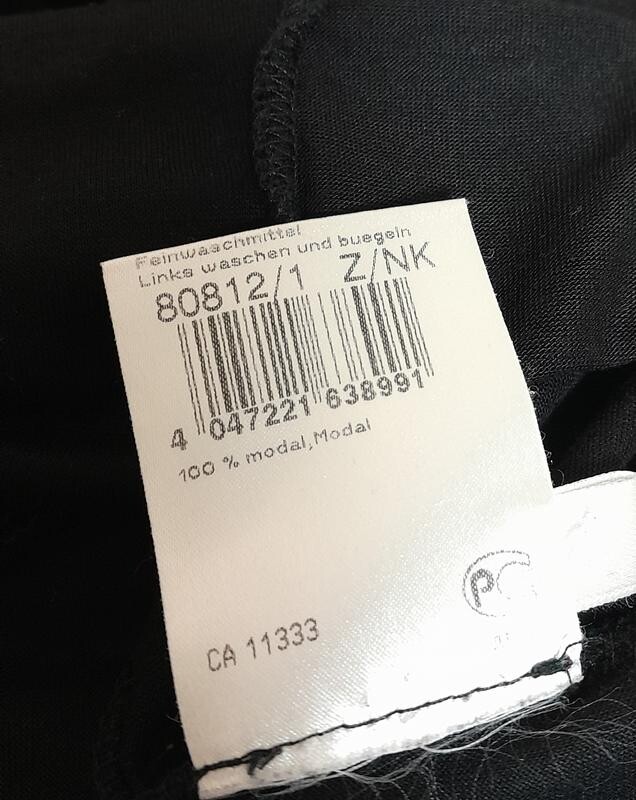 Feinwaschmittel
Links waschen und buegeln
80812/1 Z/NK
4 047221 638991
100 % modal,Modal
CA 11333